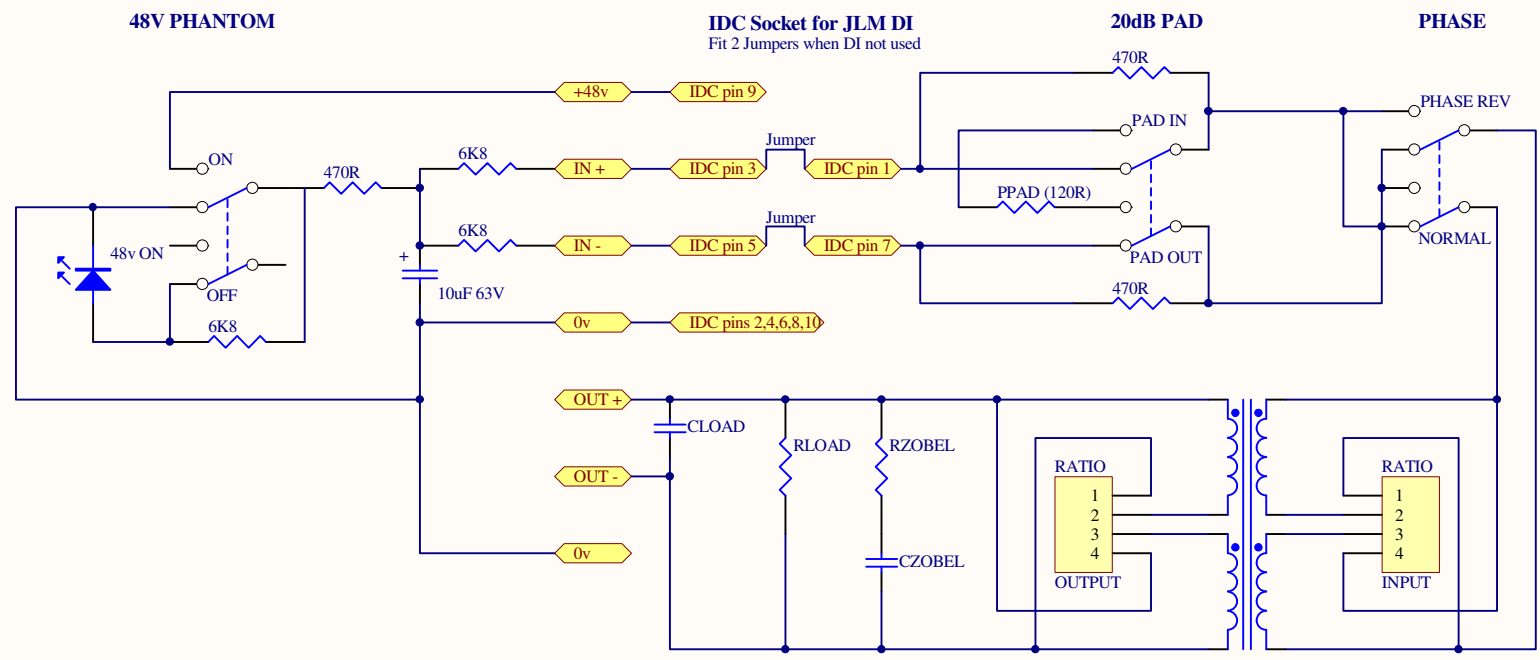 48V PHANTOM
IDC Socket for JLM DI
Fit 2 Jumpers when DI not used
20dB PAD
PHASE
470R
+48v
IDC pin 9
PHASE REV
PAD IN
ON
6K8
IN +
IDC pin 3
Jumper
IDC pin 1
470R
PPAD (120R)
6K8
IN -
IDC pin 5
Jumper
IDC pin 7
NORMAL
48v ON
PAD OUT
+
OFF
10uF 63V
470R
6K8
0v
IDC pins 2,4,6,8,10
OUT +
CLOAD
RLOAD
RZOBEL
OUT -
RATIO
1
2
3
4
OUTPUT
RATIO
1
2
3
4
INPUT
0v
CZOBEL